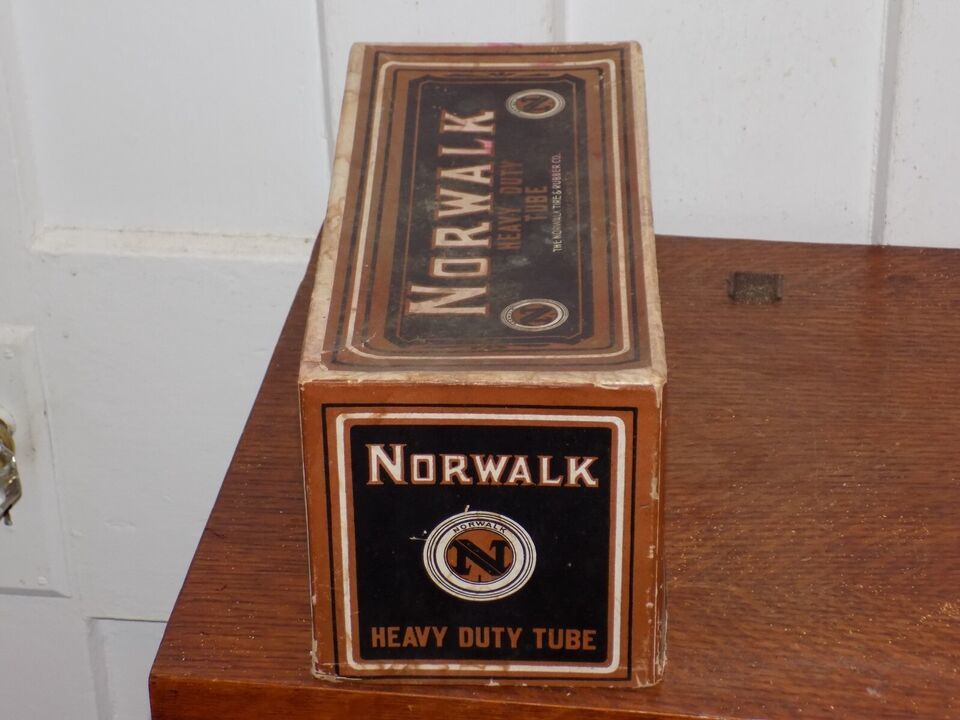 NORWALK
HEAVY DUTY
TUBE
THE NORWALK TIRE & RUBBER CO.
N
N
NORWALK
NORWALK
N
HEAVY DUTY TUBE